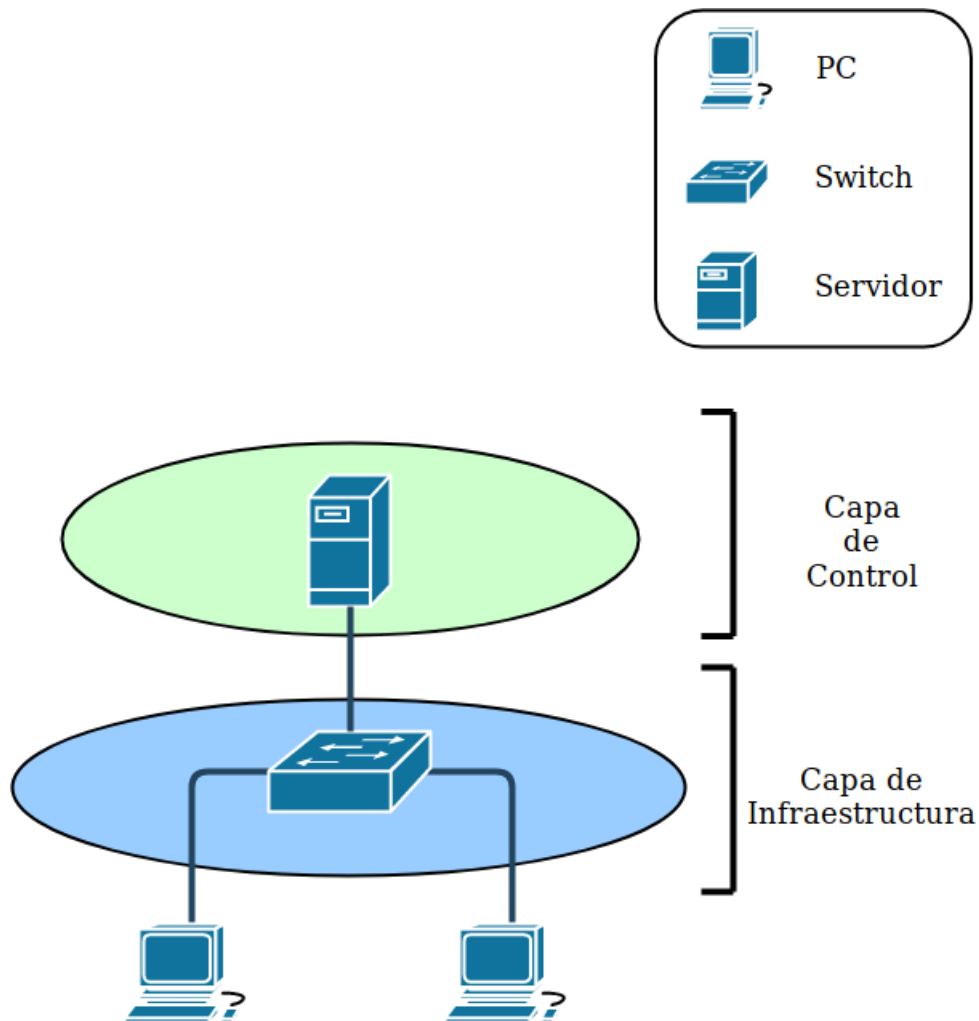 PC
Switch
Servidor
Capa
de
Control
Capa de
Infraestructura